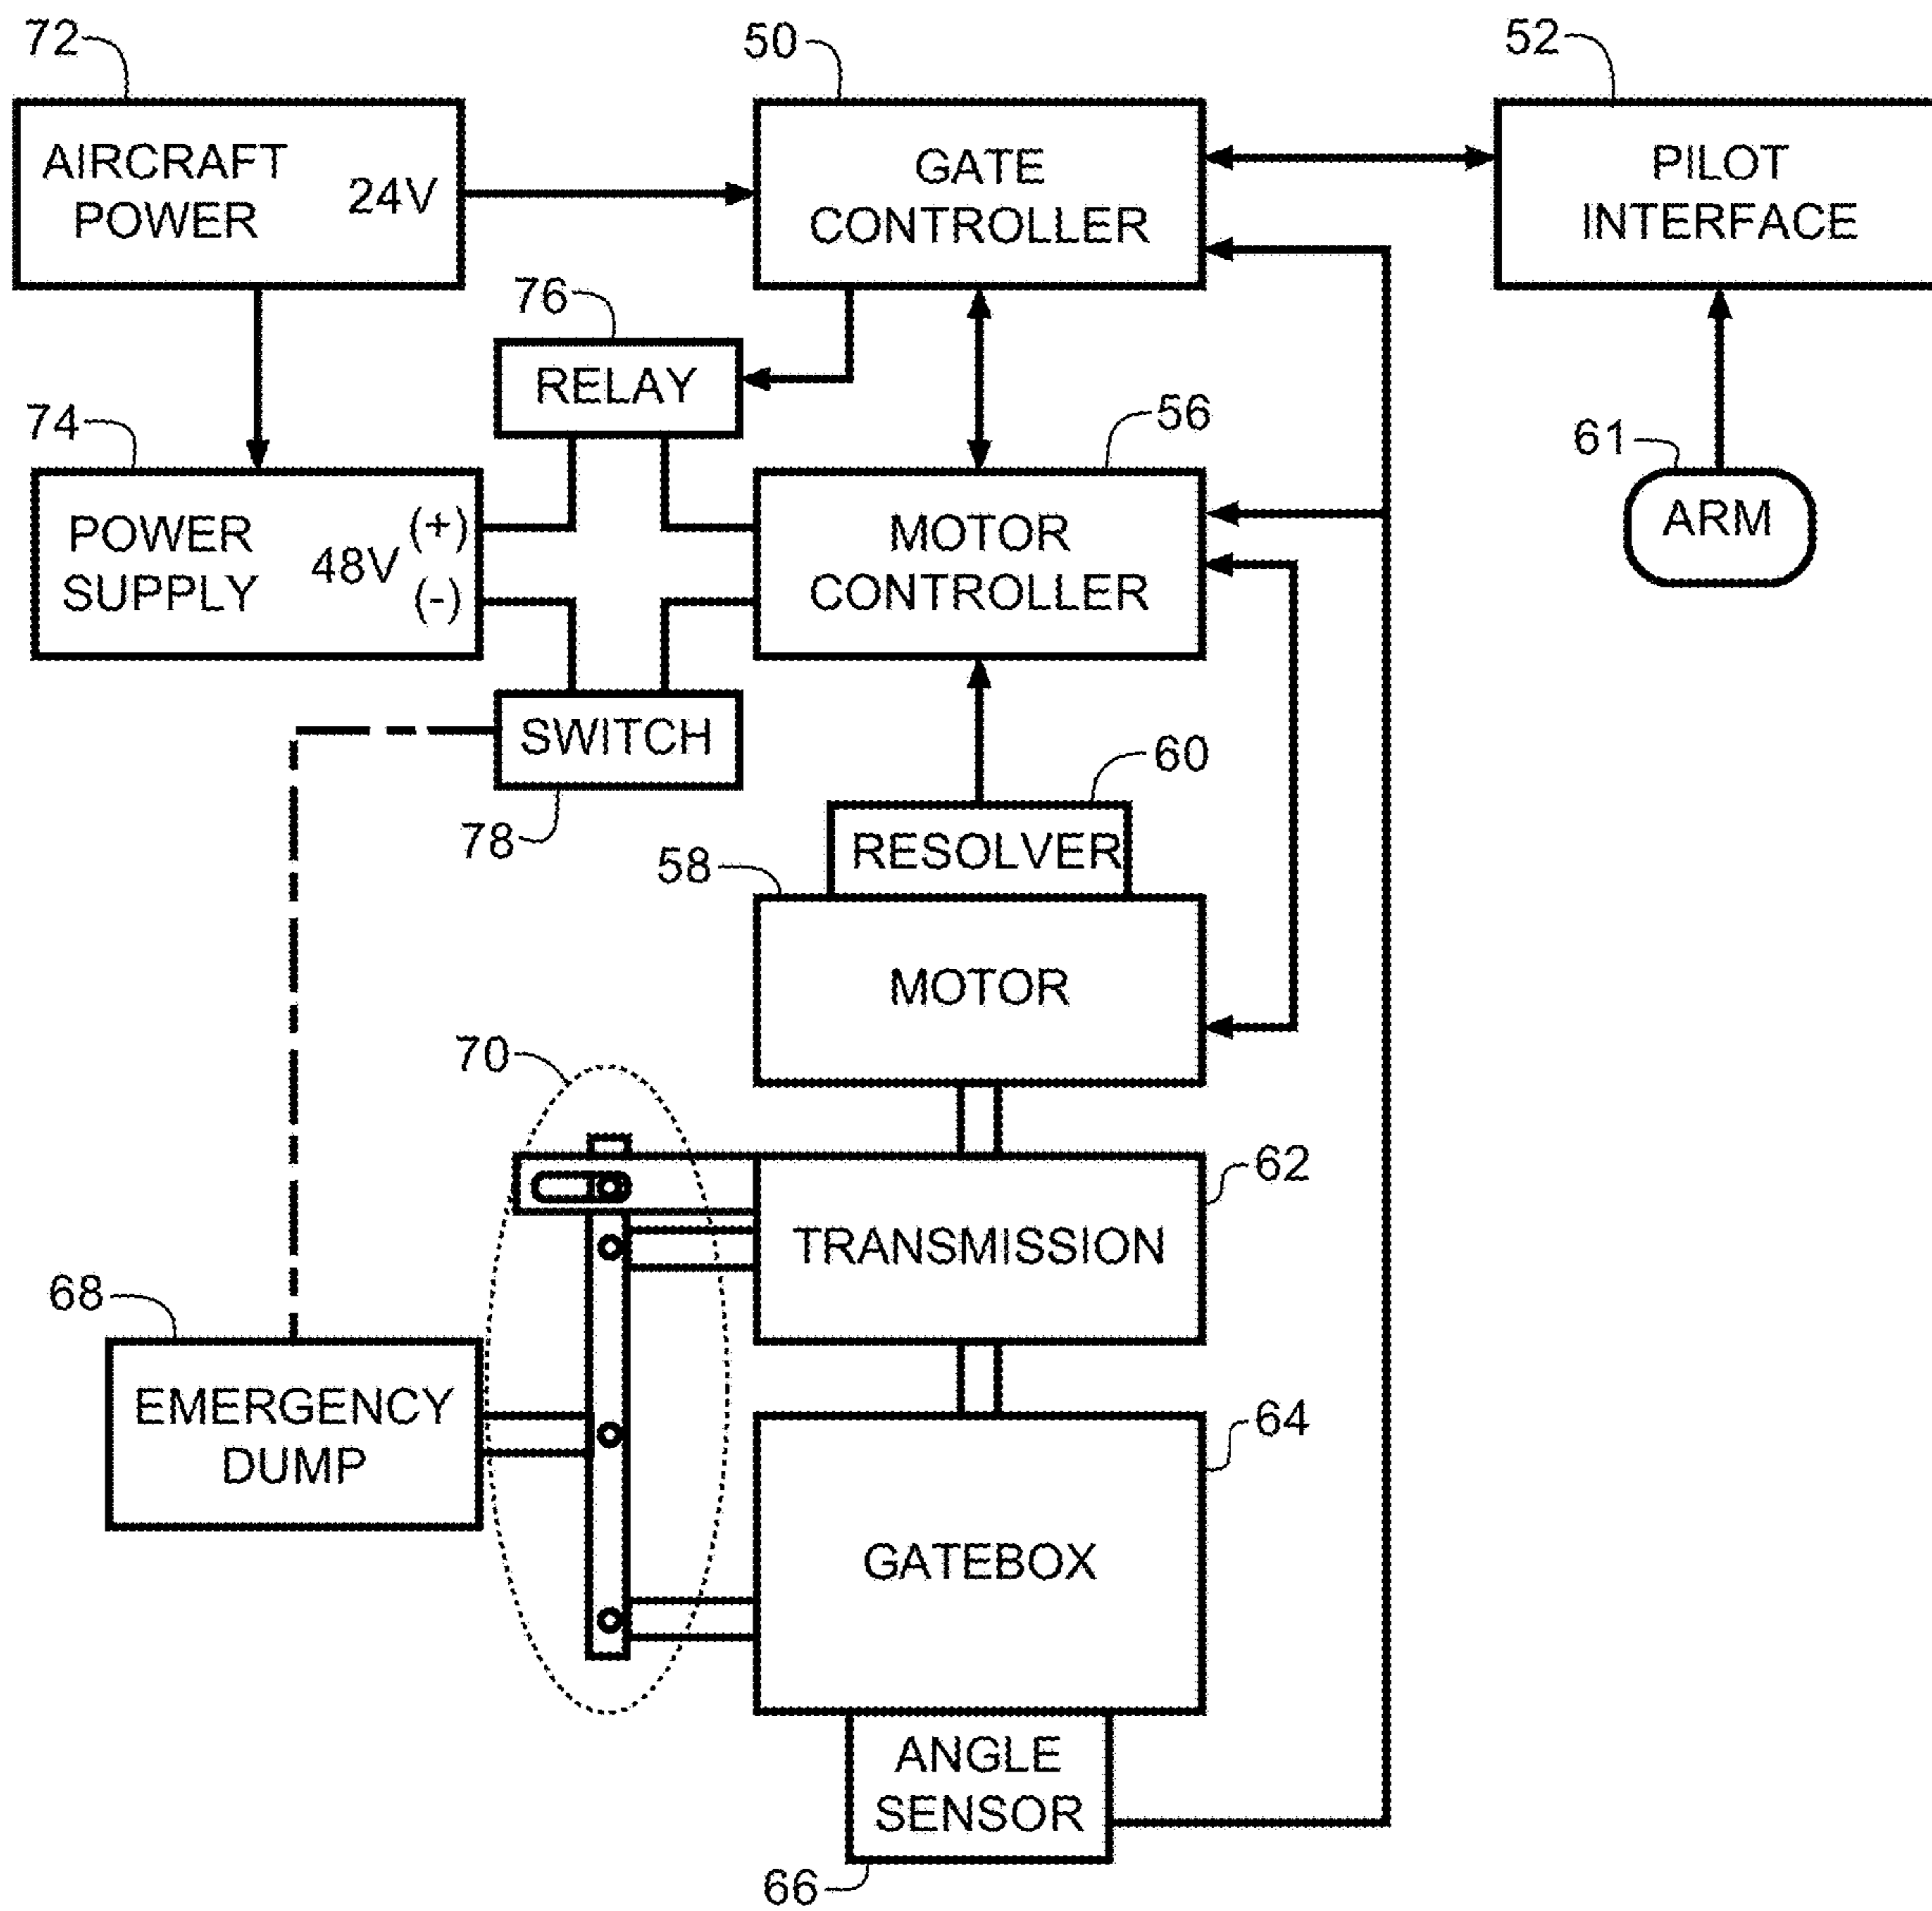 72
50
52
AIRCRAFT
POWER
24V
GATE
CONTROLLER
PILOT
INTERFACE
76
RELAY
74
56
61
ARM
POWER
SUPPLY
48V
(+)
(-)
MOTOR
CONTROLLER
SWITCH
78
60
RESOLVER
58
MOTOR
70
62
TRANSMISSION
68
EMERGENCY
DUMP
64
GATEBOX
ANGLE
SENSOR
66